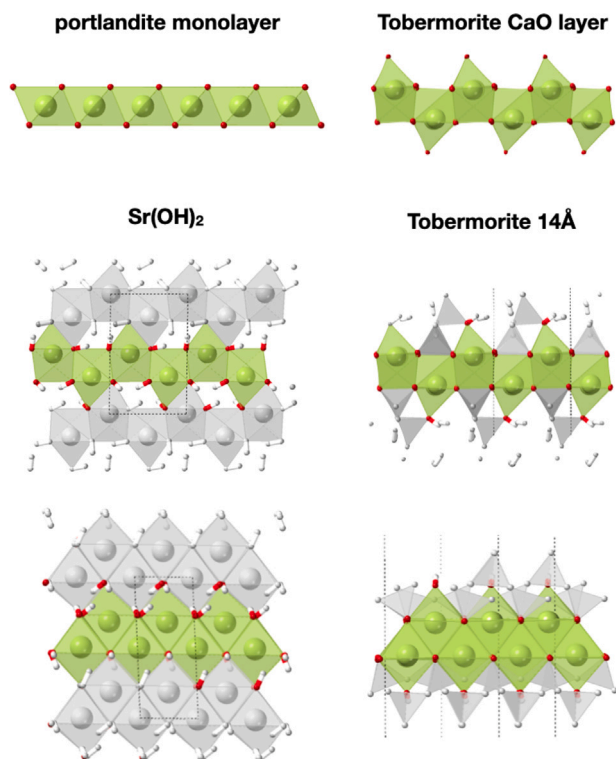 portlandite monolayer
Tobermorite CaO layer
Sr(OH)₂
Tobermorite 14Å